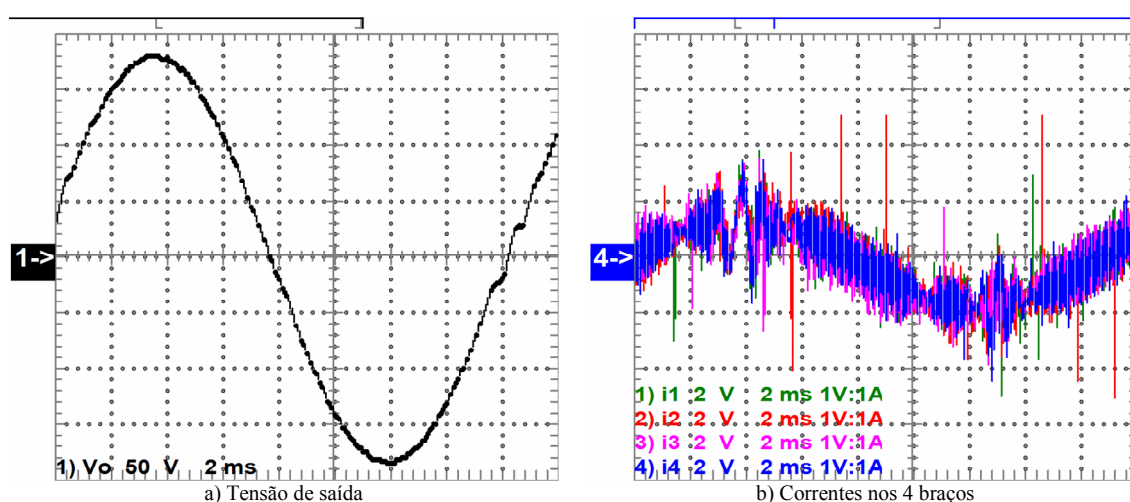 1->
1) Vo 50 V 2 ms
a) Tensão de saída
4->
1) i1 2 V 2 ms 1V:1A
2) i2 2 V 2 ms 1V:1A
3) i3 2 V 2 ms 1V:1A
4) i4 2 V 2 ms 1V:1A
b) Correntes nos 4 braços